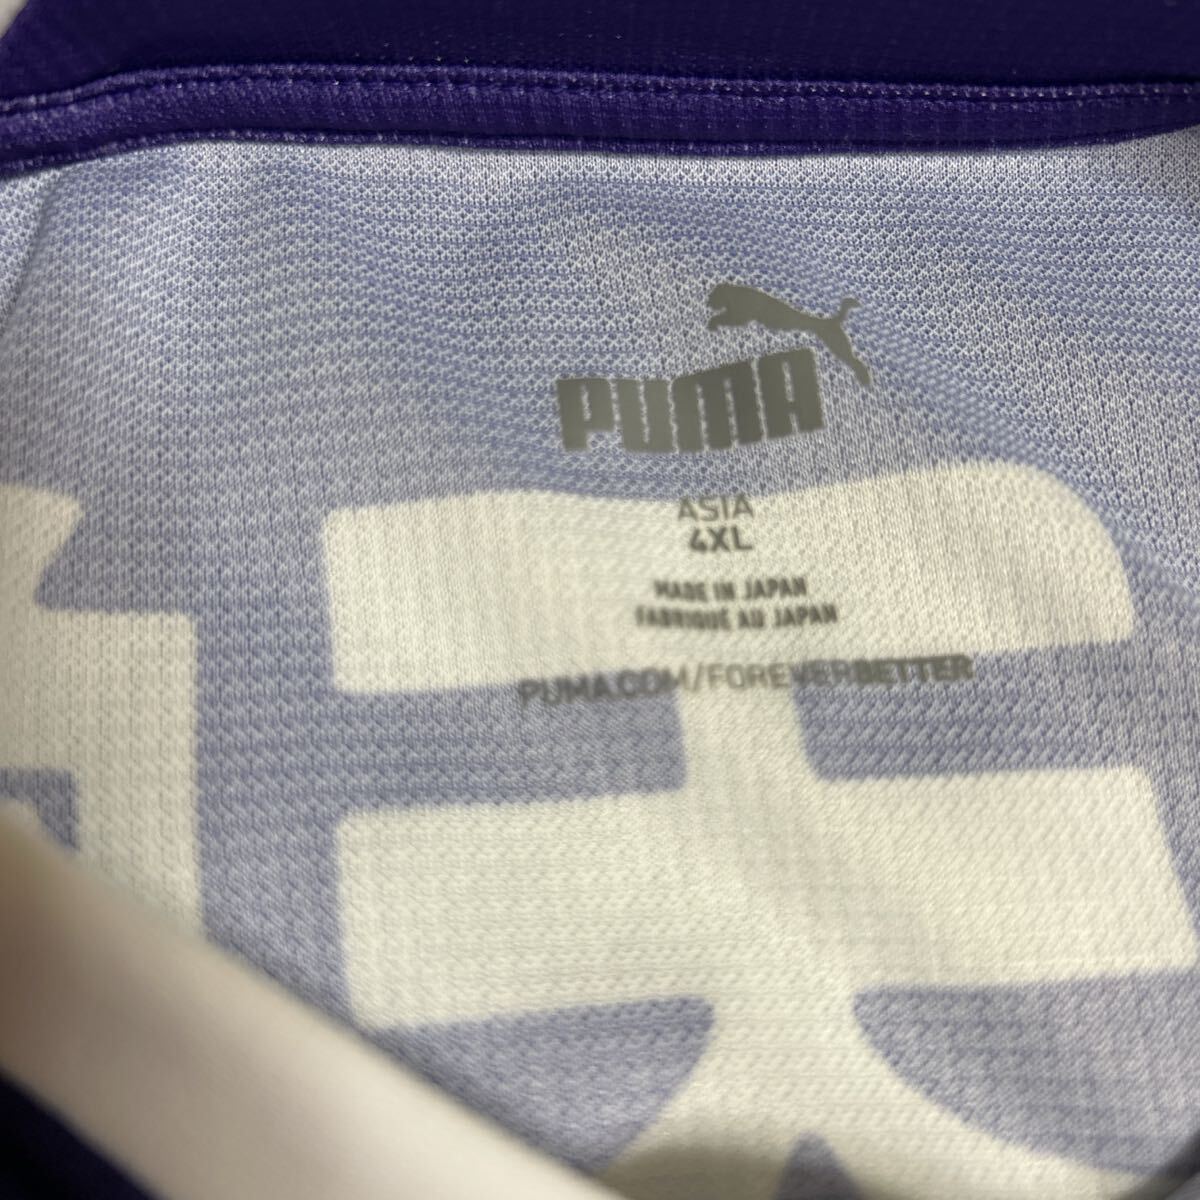 PUMA
ASIA
4XL
MADE IN JAPAN
FABRIQUÉ AU JAPAN
PUMA.COM/FOREVERBETTER